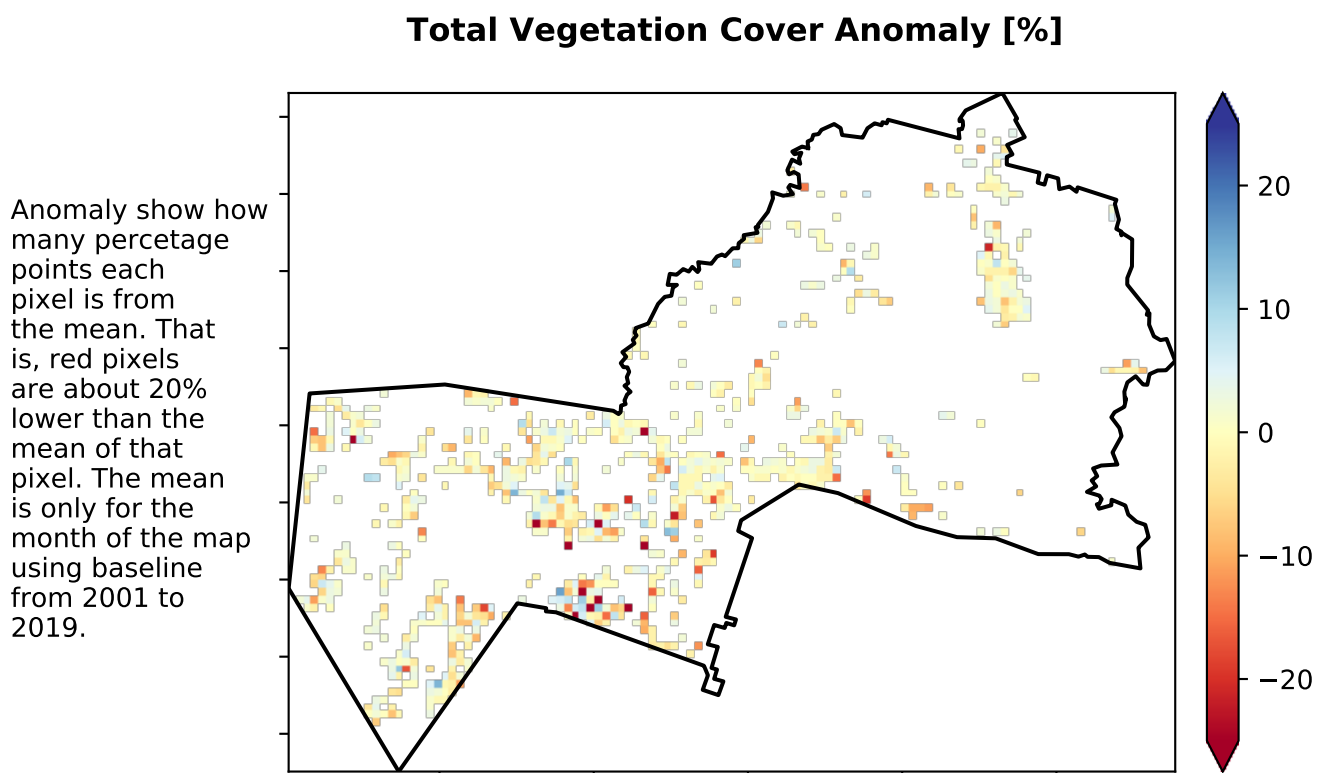 Total Vegetation Cover Anomaly [%]
Anomaly show how
many percetage
points each
pixel is from
the mean. That
is, red pixels
are about 20%
lower than the
mean of that
pixel. The mean
is only for the
month of the map
using baseline
from 2001 to
2019.
20
10
0
−10
−20